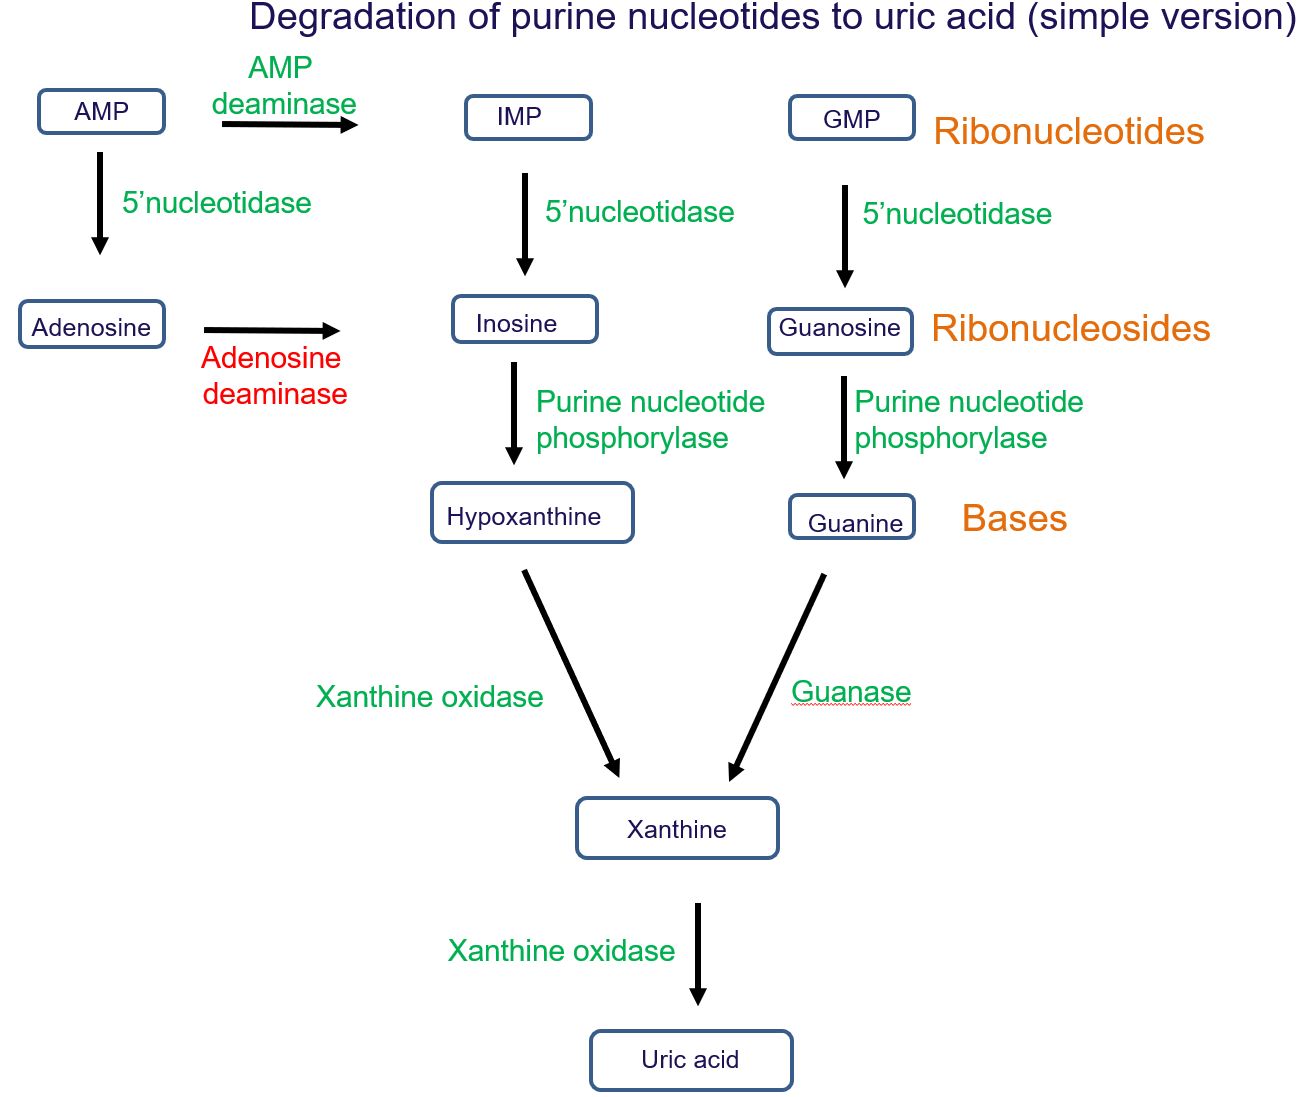 Degradation of purine nucleotides to uric acid (simple version)
AMP
deaminase
AMP
IMP
GMP
Ribonucleotides
5’nucleotidase
5’nucleotidase
5’nucleotidase
Adenosine
Inosine
Guanosine
Ribonucleosides
Adenosine
deaminase
Purine nucleotide
phosphorylase
Purine nucleotide
phosphorylase
Hypoxanthine
Guanine
Bases
Xanthine oxidase
Guanase
Xanthine
Xanthine oxidase
Uric acid